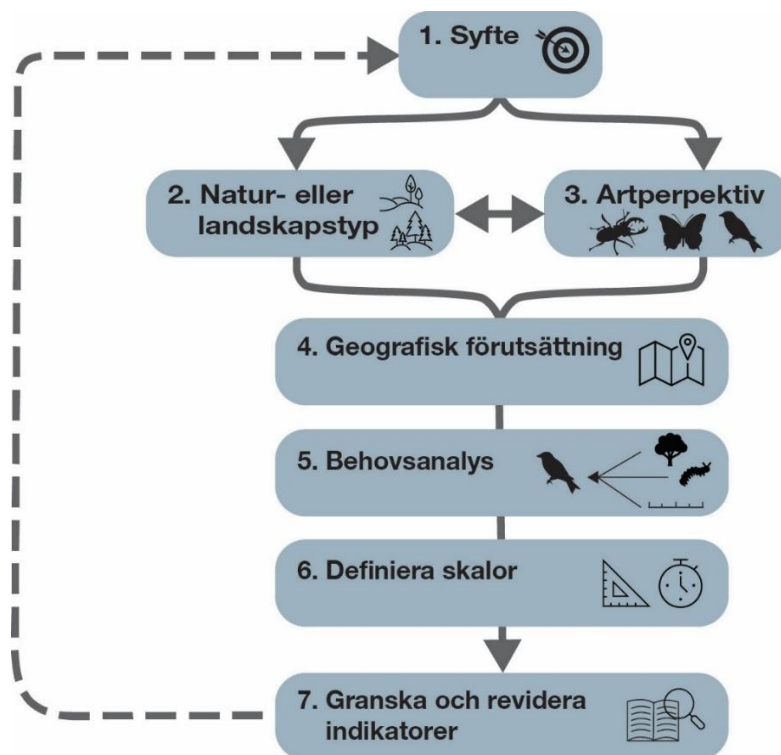 1. Syfte
2. Natur- eller
landskapstyp
3. Artperpektiv
4. Geografisk förutsättning
5. Behovsanalys
6. Definiera skalor
7. Granska och revidera
indikatorer